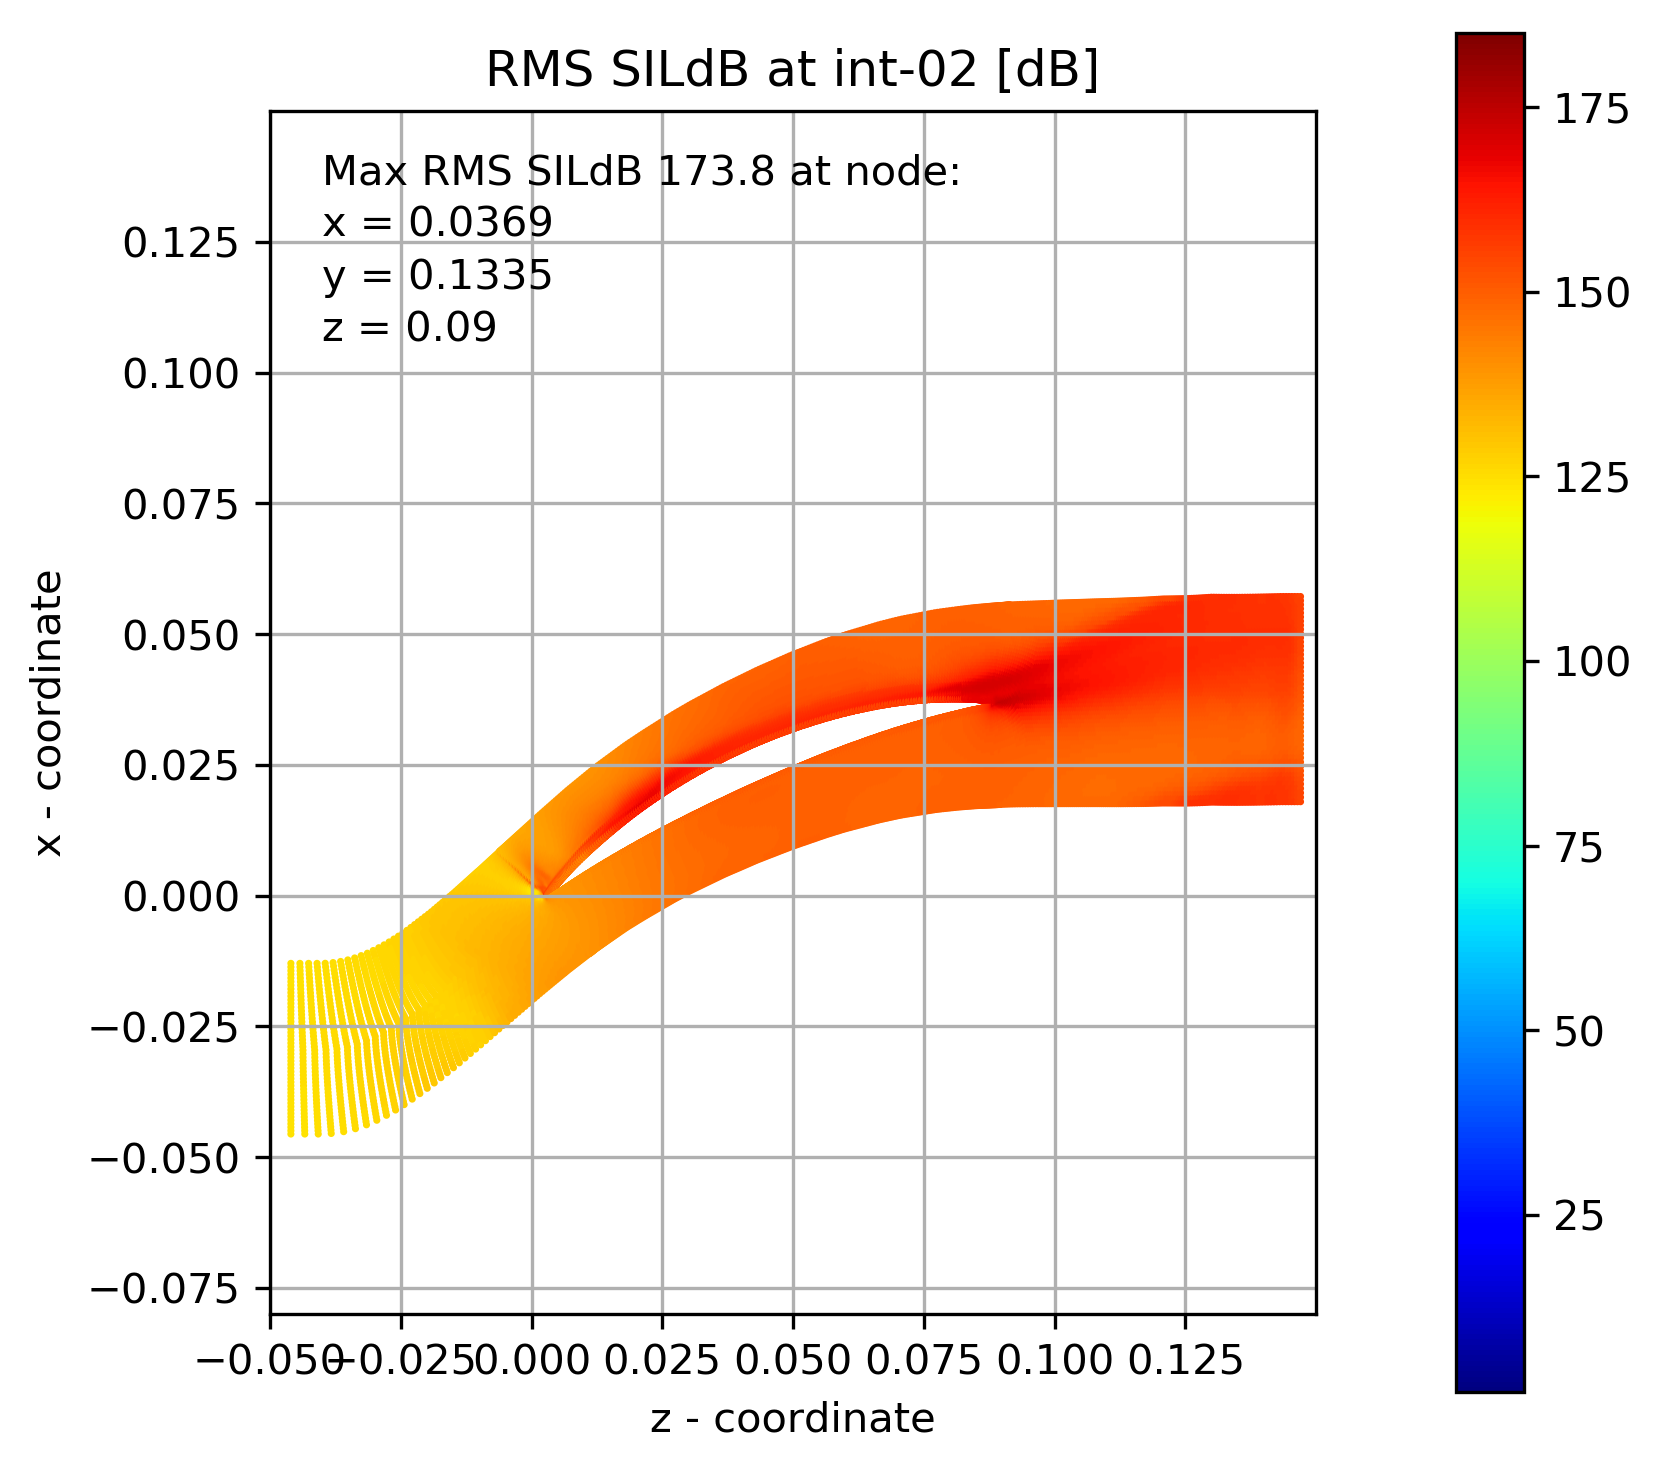 RMS SILdB at int-02 [dB]
Max RMS SILdB 173.8 at node:
x = 0.0369
y = 0.1335
z = 0.09
x - coordinate
0.125
0.100
0.075
0.050
0.025
0.000
−0.025
−0.050
−0.075
−0.050 −0.025 0.000 0.025 0.050 0.075 0.100 0.125
z - coordinate
175
150
125
100
75
50
25